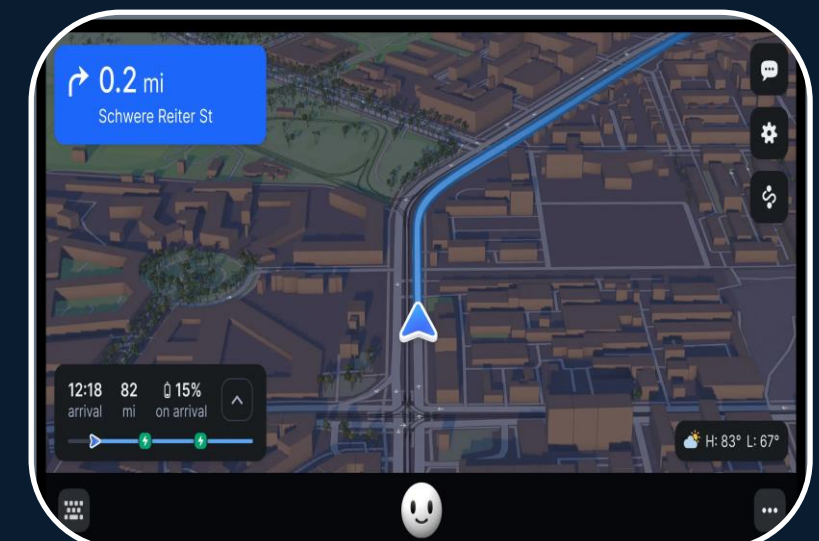 0.2 mi
Schwere Reiter St
12:18 82 15%
arrival mi on arrival
H: 83° L: 67°